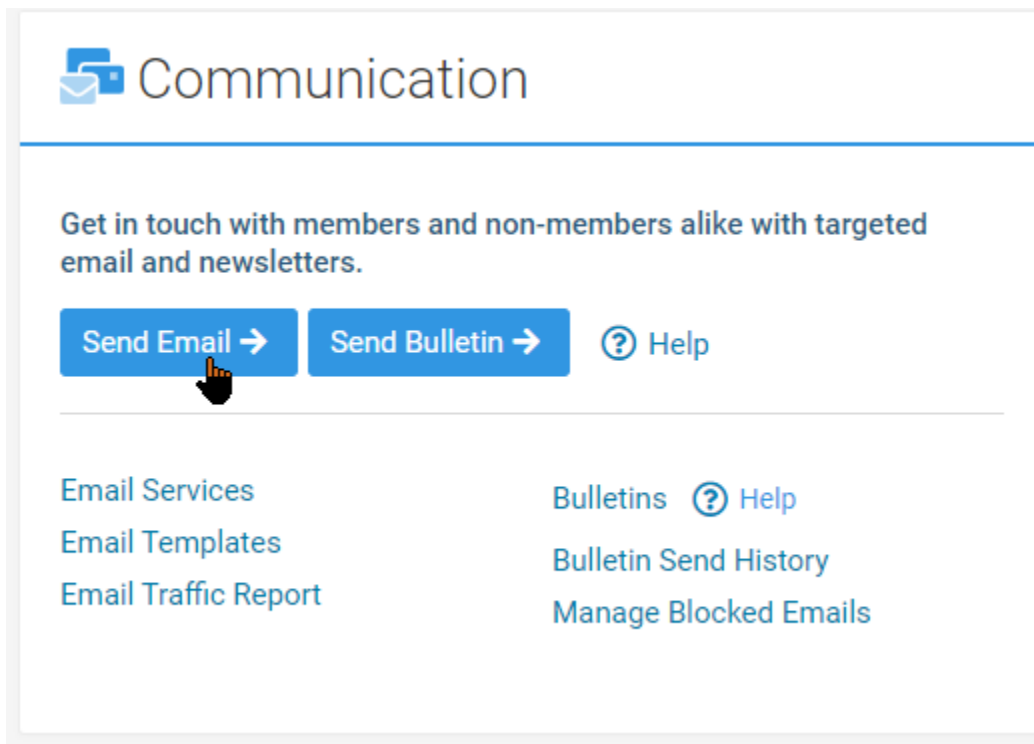 Communication
Get in touch with members and non-members alike with targeted
email and newsletters.
Send Email → Send Bulletin → ? Help
Email Services
Email Templates
Email Traffic Report
Bulletins ? Help
Bulletin Send History
Manage Blocked Emails